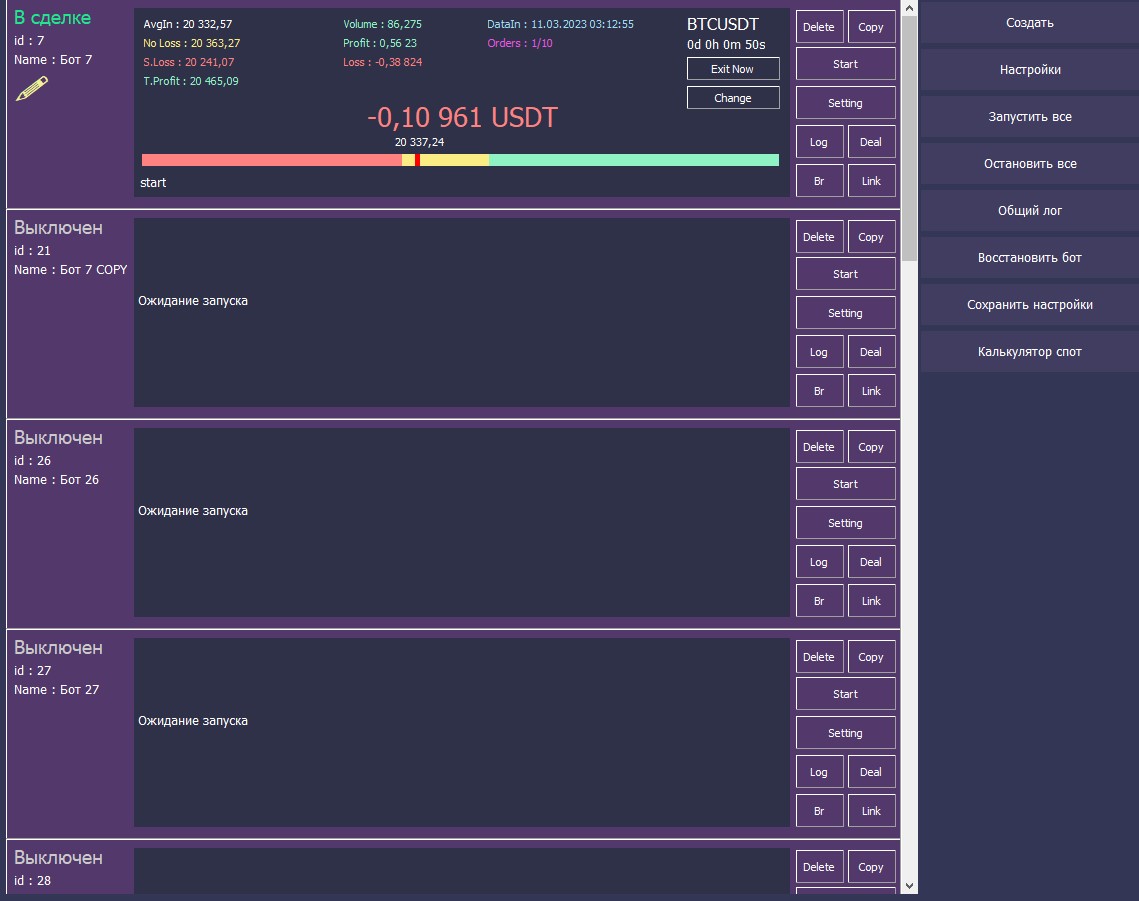 В сделке
id : 7
Name : Бот 7
AvgIn : 20 332,57
No Loss : 20 363,27
S.Loss : 20 241,07
T.Profit : 20 465,09
Volume : 86,275
Profit : 0,56 23
Loss : -0,38 824
DataIn : 11.03.2023 03:12:55
Orders : 1/10
BTCUSDT
0d 0h 0m 50s
Exit Now
Change
-0,10 961 USDT
20 337,24
start
Delete
Copy
Start
Setting
Log
Deal
Br
Link
Выключен
id : 21
Name : Бот 7 COPY
Ожидание запуска
Delete
Copy
Start
Setting
Log
Deal
Br
Link
Выключен
id : 26
Name : Бот 26
Ожидание запуска
Delete
Copy
Start
Setting
Log
Deal
Br
Link
Выключен
id : 27
Name : Бот 27
Ожидание запуска
Delete
Copy
Start
Setting
Log
Deal
Br
Link
Выключен
id : 28
Delete
Copy
Создать
Настройки
Запустить все
Остановить все
Общий лог
Восстановить бот
Сохранить настройки
Калькулятор спот